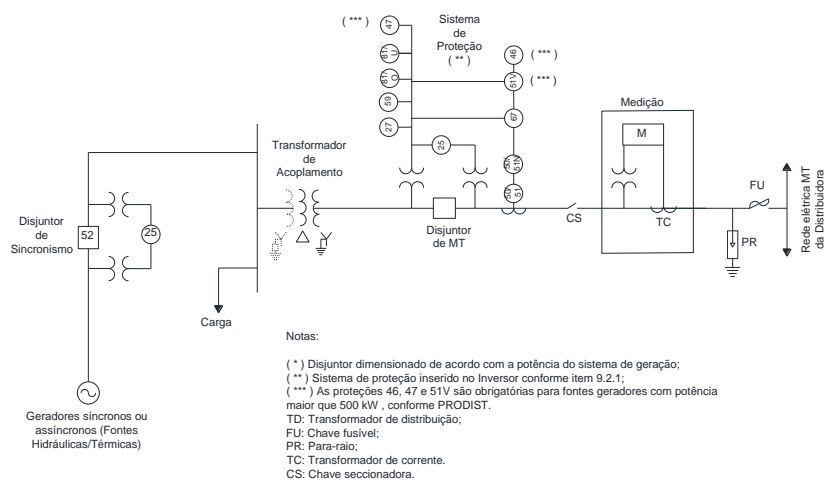 ( *** )
47
81/
U
81/
O
59
27
Sistema
de
Proteção
( ** )
46
( *** )
51V
( *** )
67
25
50N
51N
50/
51
Medição
M
TC
CS
FU
PR
Rede elétrica MT
da Distribuidora
Transformador
de
Acoplamento
Disjuntor
de MT
Disjuntor
de
Sincronismo
52
25
Carga
Geradores síncronos ou
assíncronos (Fontes
Hidráulicas/Térmicas)
Notas:
( * ) Disjuntor dimensionado de acordo com a potência do sistema de geração;
( ** ) Sistema de proteção inserido no Inversor conforme item 9.2.1;
( *** ) As proteções 46, 47 e 51V são obrigatórias para fontes geradores com potência
maior que 500 kW , conforme PRODIST.
TD: Transformador de distribuição;
FU: Chave fusível;
PR: Para-raio;
TC: Transformador de corrente.
CS: Chave seccionadora.